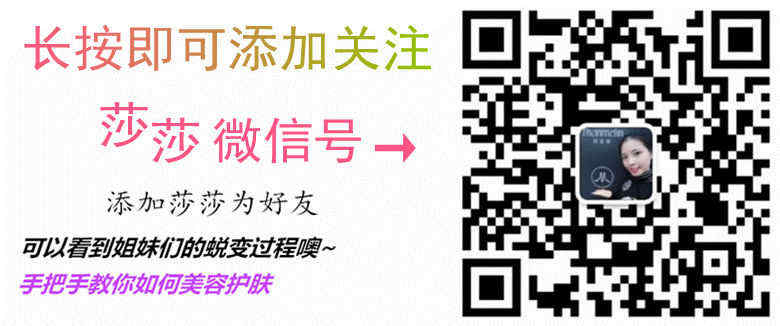 长按即可添加关注
莎莎 微信号
添加莎莎为好友
可以看到姐妹们的蜕变过程噢~
手把手教你如何美容护肤